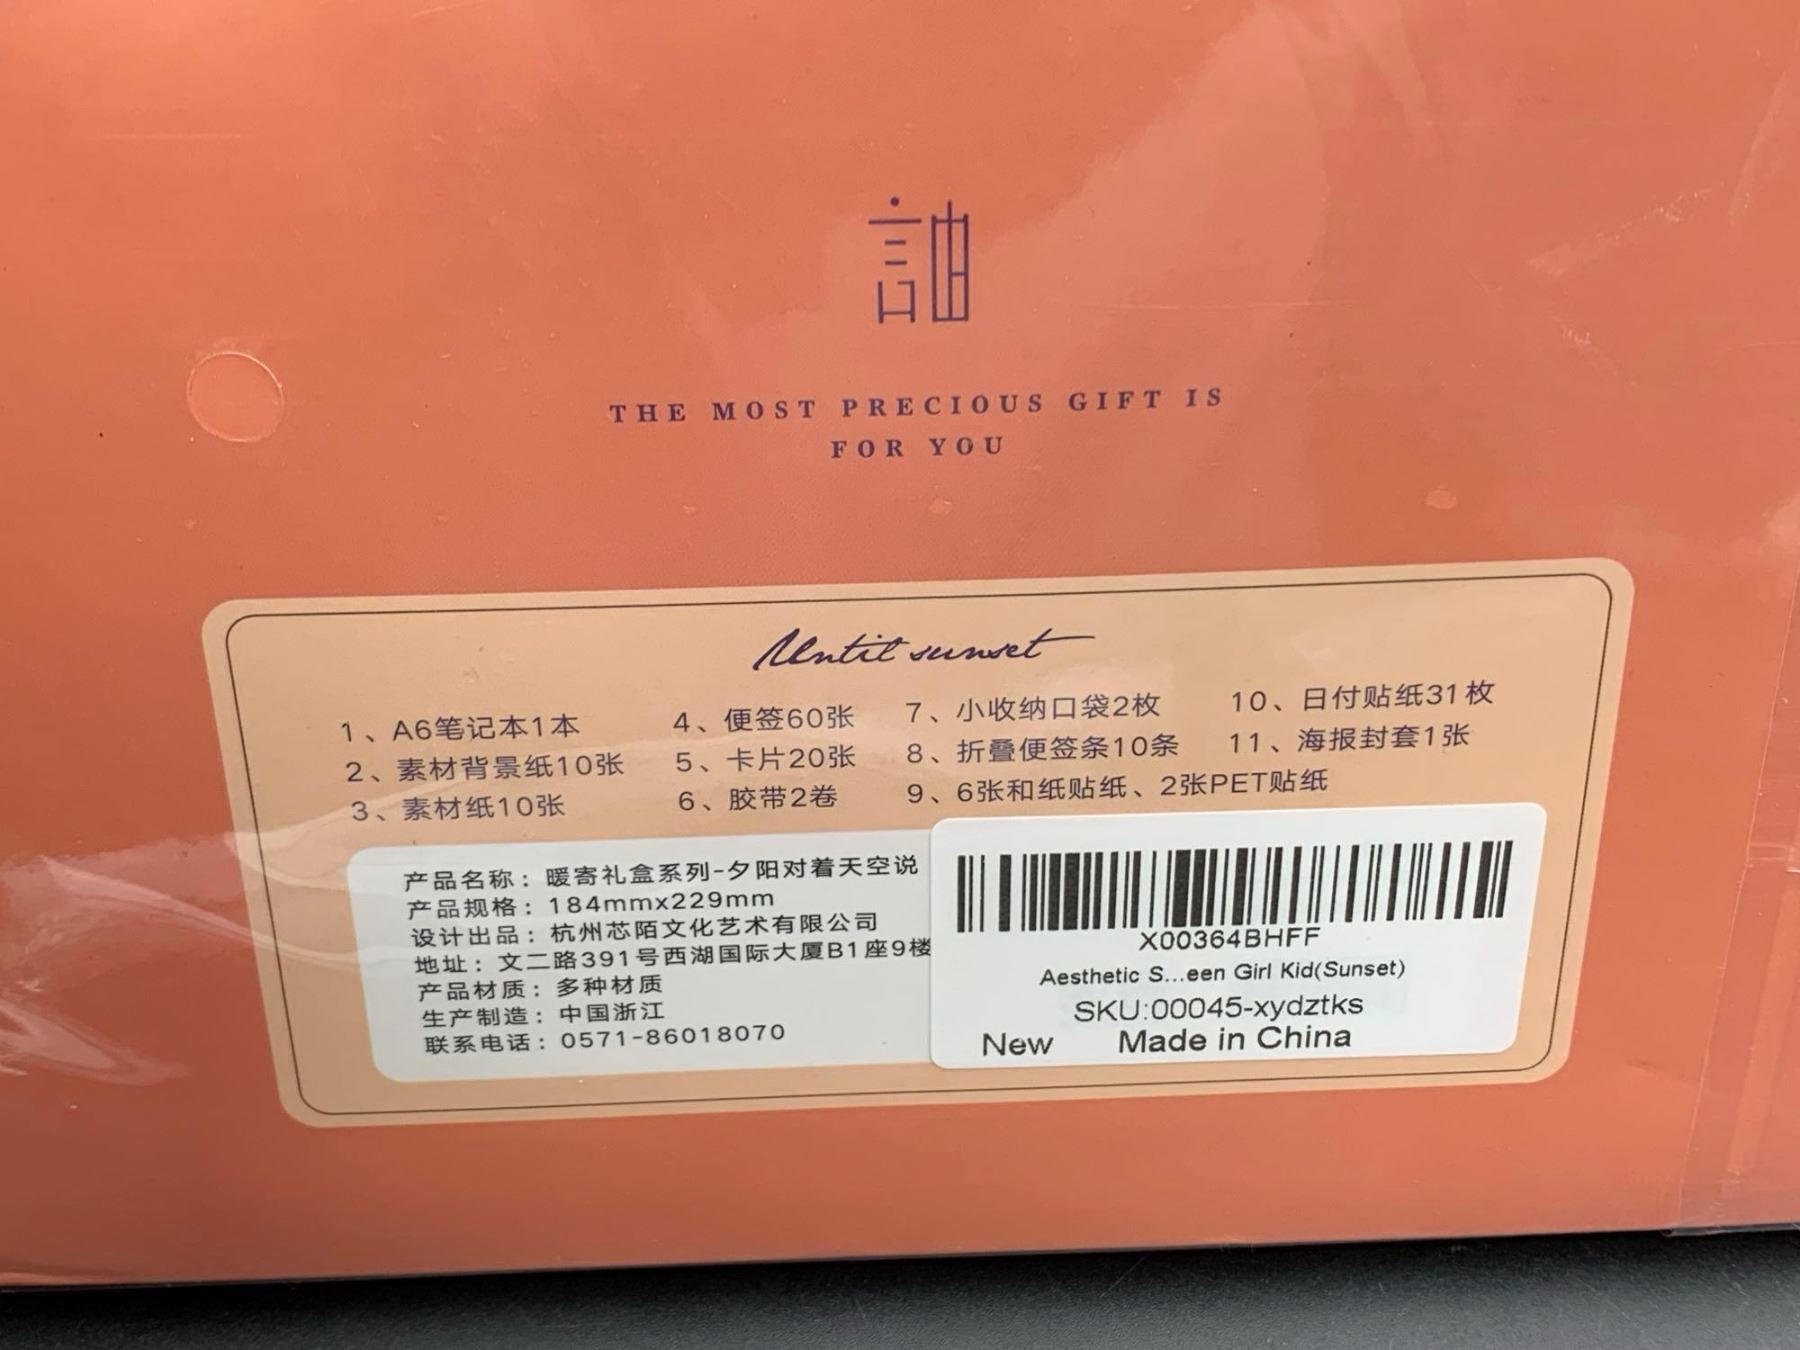 THE MOST PRECIOUS GIFT IS
FOR YOU
Until sunset
1、A6笔记本1本
2、素材背景纸10张
3、素材纸10张
4、便签60张
5、卡片20张
6、胶带2卷
7、小收纳口袋2枚
8、折叠便签条10条
9、6张和纸贴纸、2张PET贴纸
10、日付贴纸31枚
11、海报封套1张
产品名称：暖寄礼盒系列-夕阳对着天空说
产品规格：184mmx229mm
设计出品：杭州芯陌文化艺术有限公司
地址：文二路391号西湖国际大厦B1座9楼
产品材质：多种材质
生产制造：中国浙江
联系电话：0571-86018070
X00364BHFF
Aesthetic S...een Girl Kid(Sunset)
SKU:00045-xydztks
New Made in China